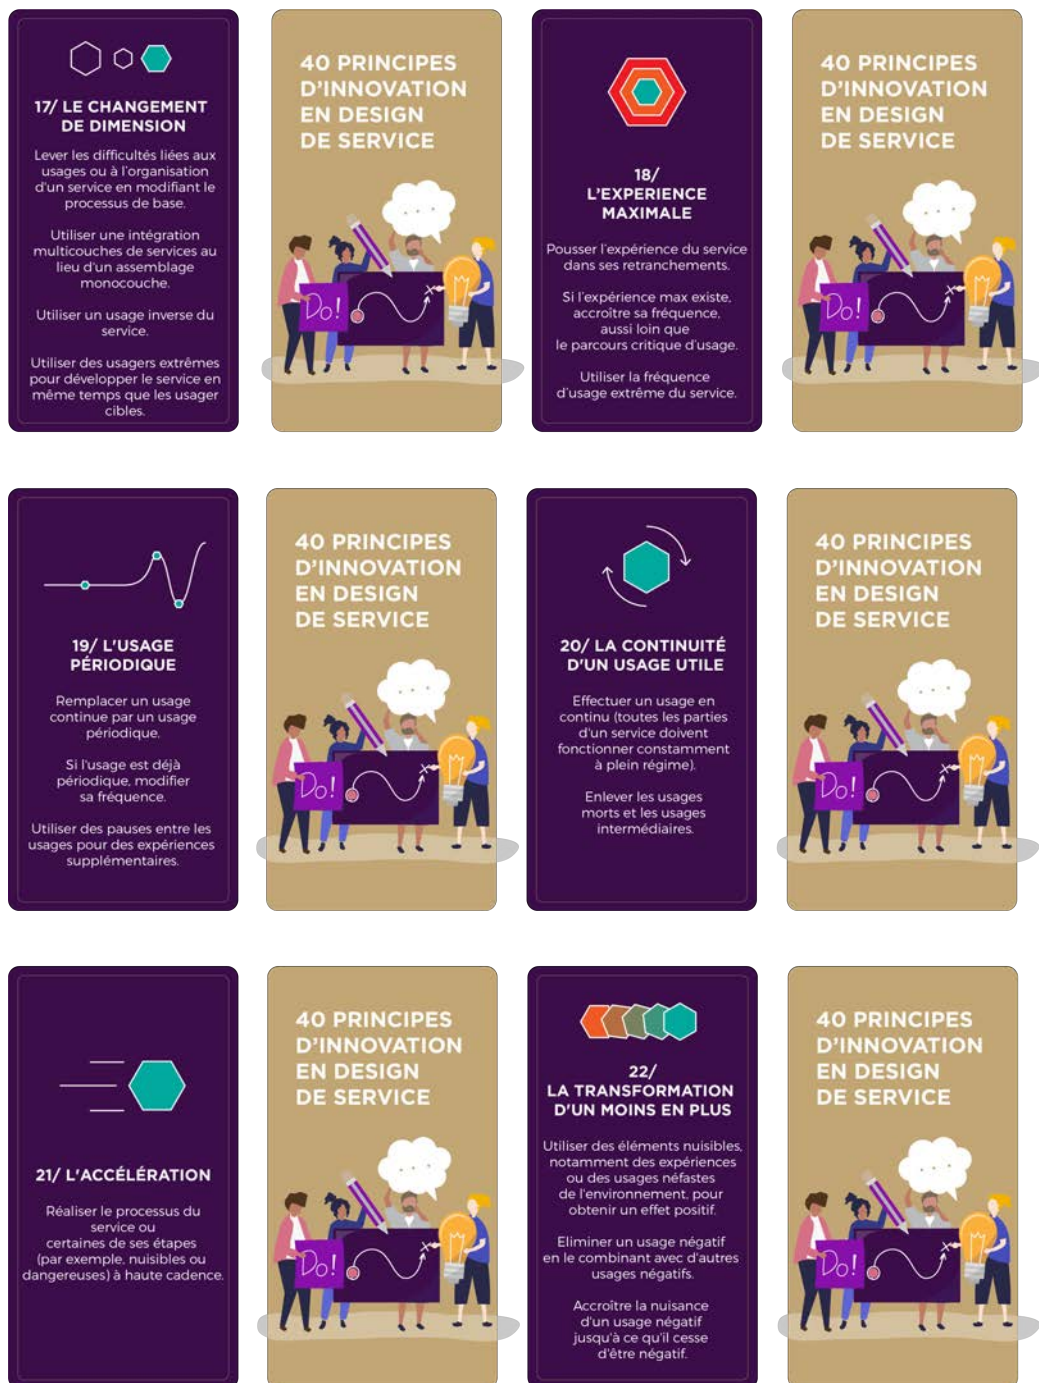 17/ LE CHANGEMENT
DE DIMENSION
Lever les difficultés liées aux
usages ou à l'organisation
d'un service en modifiant le
processus de base.
Utiliser une intégration
multicouches de services au
lieu d'un assemblage
monocouche.
Utiliser un usage inverse du
service.
Utiliser des usagers extrêmes
pour développer le service en
même temps que les usager
cibles.
40 PRINCIPES
D'INNOVATION
EN DESIGN
DE SERVICE
Do!
18/
L'EXPERIENCE
MAXIMALE
Pousser l'expérience du service
dans ses retranchements.
Si l'expérience max existe,
accroître sa fréquence,
aussi loin que
le parcours critique d'usage.
Utiliser la fréquence
d'usage extrême du service.
40 PRINCIPES
D'INNOVATION
EN DESIGN
DE SERVICE
Do!
19/ L'USAGE
PÉRIODIQUE
Remplacer un usage
continue par un usage
périodique.
Si l'usage est déjà
périodique, modifier
sa fréquence.
Utiliser des pauses entre les
usages pour des expériences
supplémentaires.
40 PRINCIPES
D'INNOVATION
EN DESIGN
DE SERVICE
Do!
20/ LA CONTINUITÉ
D'UN USAGE UTILE
Effectuer un usage en
continu (toutes les parties
d'un service doivent
fonctionner constamment
à plein régime).
Enlever les usages
morts et les usages
intermédiaires.
40 PRINCIPES
D'INNOVATION
EN DESIGN
DE SERVICE
Do!
21/ L'ACCÉLÉRATION
Réaliser le processus du
service ou
certaines de ses étapes
(par exemple, nuisibles ou
dangereuses) à haute cadence.
40 PRINCIPES
D'INNOVATION
EN DESIGN
DE SERVICE
Do!
22/
LA TRANSFORMATION
D'UN MOINS EN PLUS
Utiliser des éléments nuisibles,
notamment des expériences
ou des usages néfastes
de l'environnement, pour
obtenir un effet positif.
Eliminer un usage négatif
en le combinant avec d'autres
usages négatifs.
Accroître la nuisance
d'un usage négatif
jusqu'à ce qu'il cesse
d'être négatif.
40 PRINCIPES
D'INNOVATION
EN DESIGN
DE SERVICE
Do!